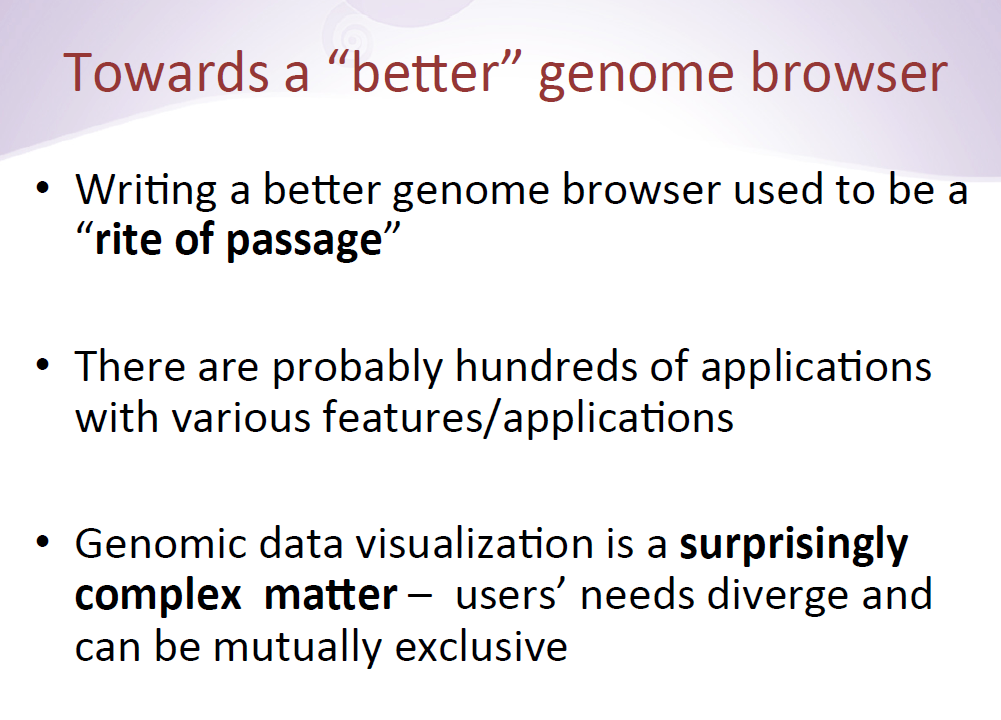 Towards a “better” genome browser
• Writing a better genome browser used to be a
“rite of passage”
• There are probably hundreds of applications
with various features/applications
• Genomic data visualization is a surprisingly
complex  matter –  users’ needs diverge and
can be mutually exclusive